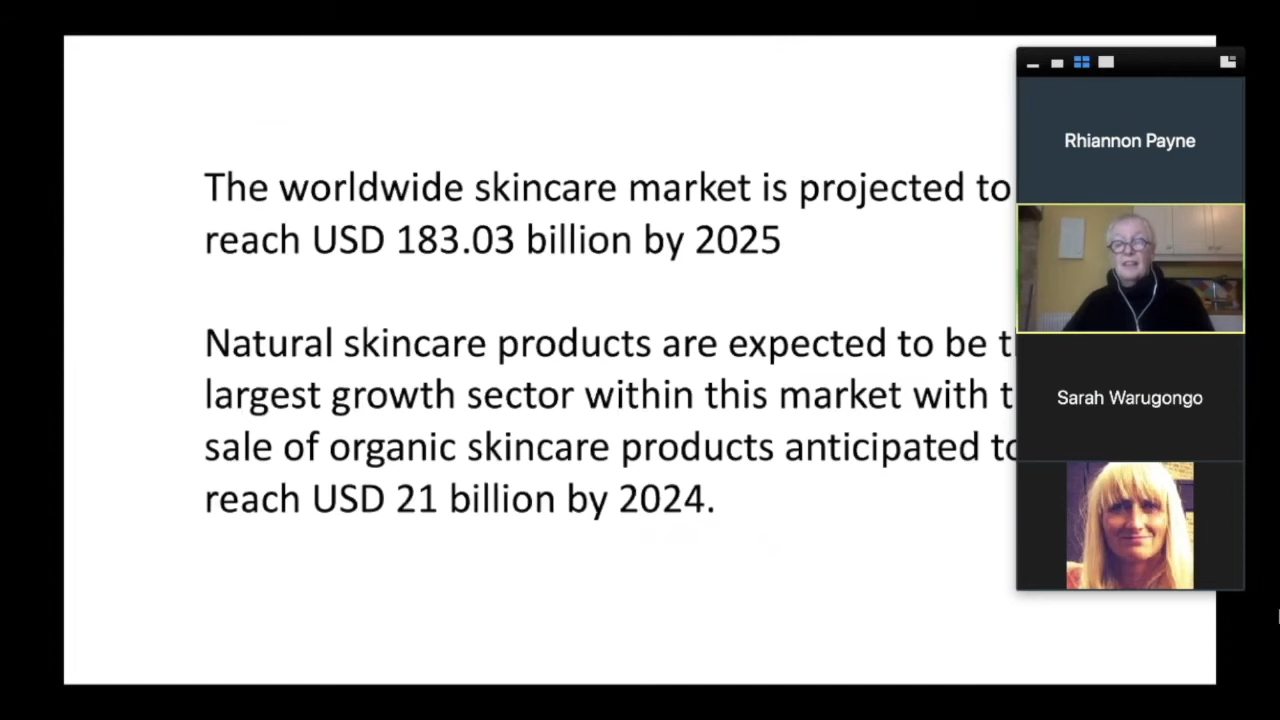 The worldwide skincare market is projected to
reach USD 183.03 billion by 2025
Natural skincare products are expected to be
largest growth sector within this market with
sale of organic skincare products anticipated to
reach USD 21 billion by 2024.
Rhiannon Payne
Sarah Warugongo